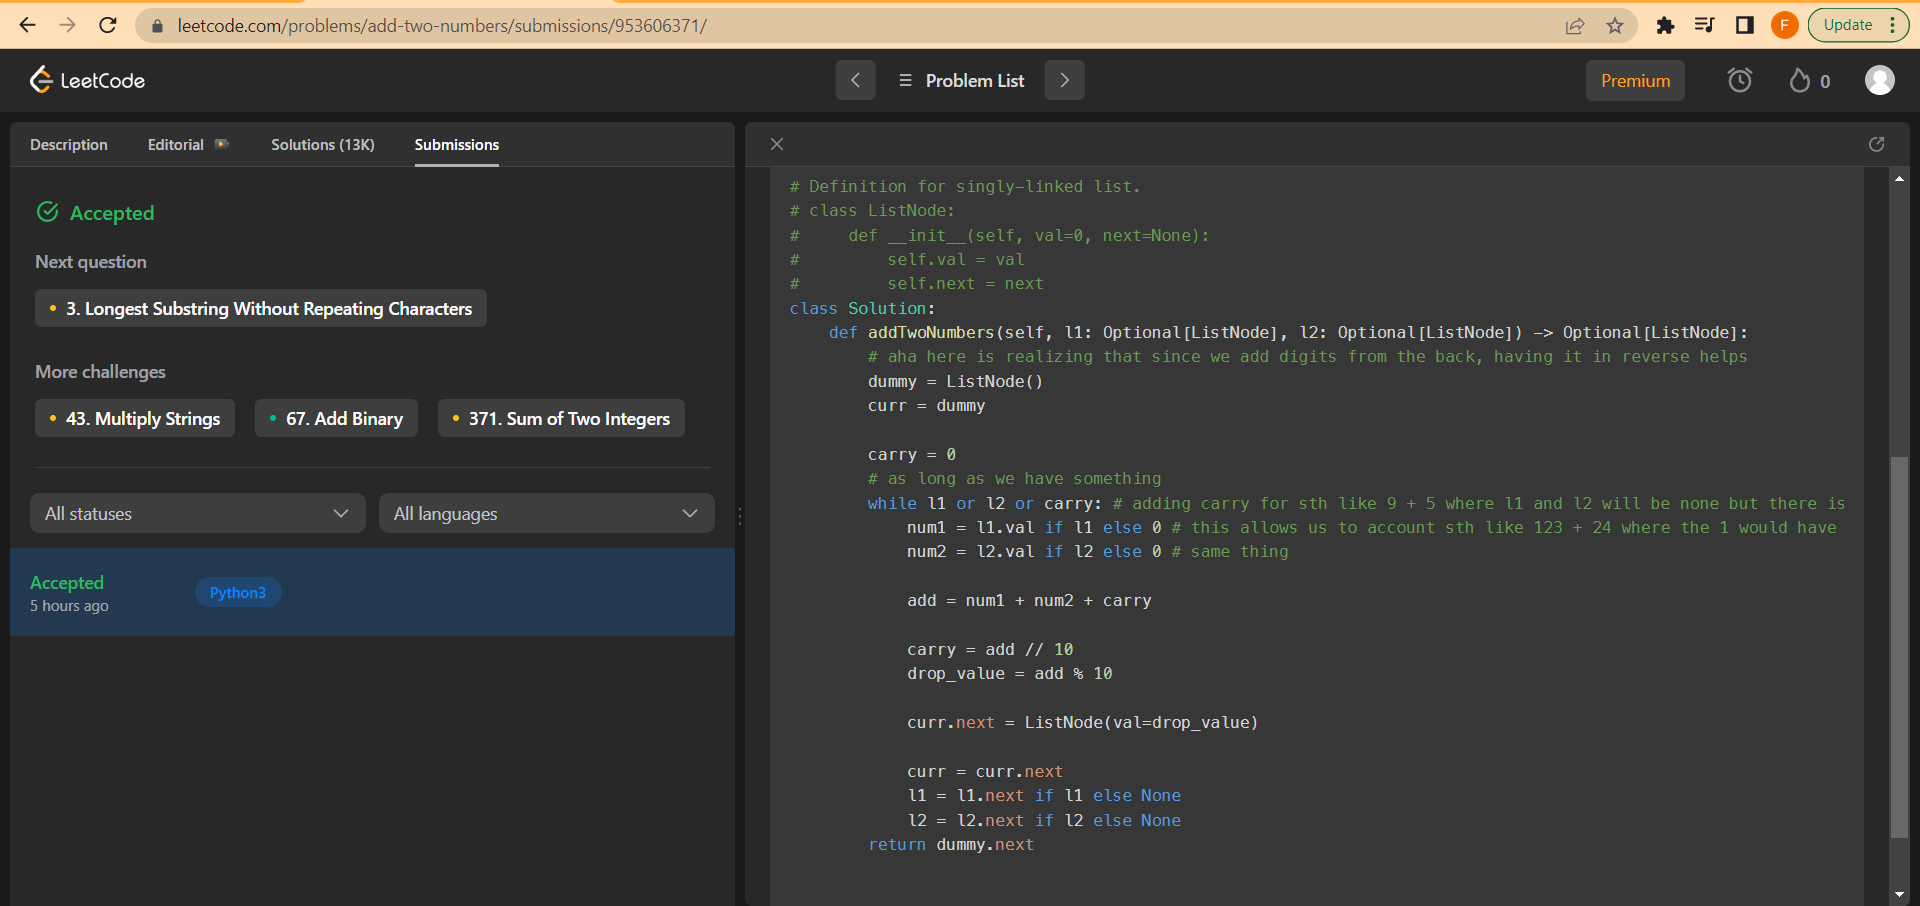 leetcode.com/problems/add-two-numbers/submissions/953606371/
F
Update
LeetCode
Problem List
Premium
0
Description
Editorial
Solutions (13K)
Submissions
Accepted
Next question
3. Longest Substring Without Repeating Characters
More challenges
43. Multiply Strings
67. Add Binary
371. Sum of Two Integers
All statuses
All languages
Accepted
5 hours ago
Python3
# Definition for singly-linked list.
# class ListNode:
#     def __init__(self, val=0, next=None):
#         self.val = val
#         self.next = next
class Solution:
    def addTwoNumbers(self, l1: Optional[ListNode], l2: Optional[ListNode]) -> Optional[ListNode]:
        # aha here is realizing that since we add digits from the back, having it in reverse helps
        dummy = ListNode()
        curr = dummy
        carry = 0
        # as long as we have something
        while l1 or l2 or carry: # adding carry for sth like 9 + 5 where l1 and l2 will be none but there is
            num1 = l1.val if l1 else 0 # this allows us to account sth like 123 + 24 where the 1 would have
            num2 = l2.val if l2 else 0 # same thing
            add = num1 + num2 + carry
            carry = add // 10
            drop_value = add % 10
            curr.next = ListNode(val=drop_value)
            curr = curr.next
            l1 = l1.next if l1 else None
            l2 = l2.next if l2 else None
        return dummy.next